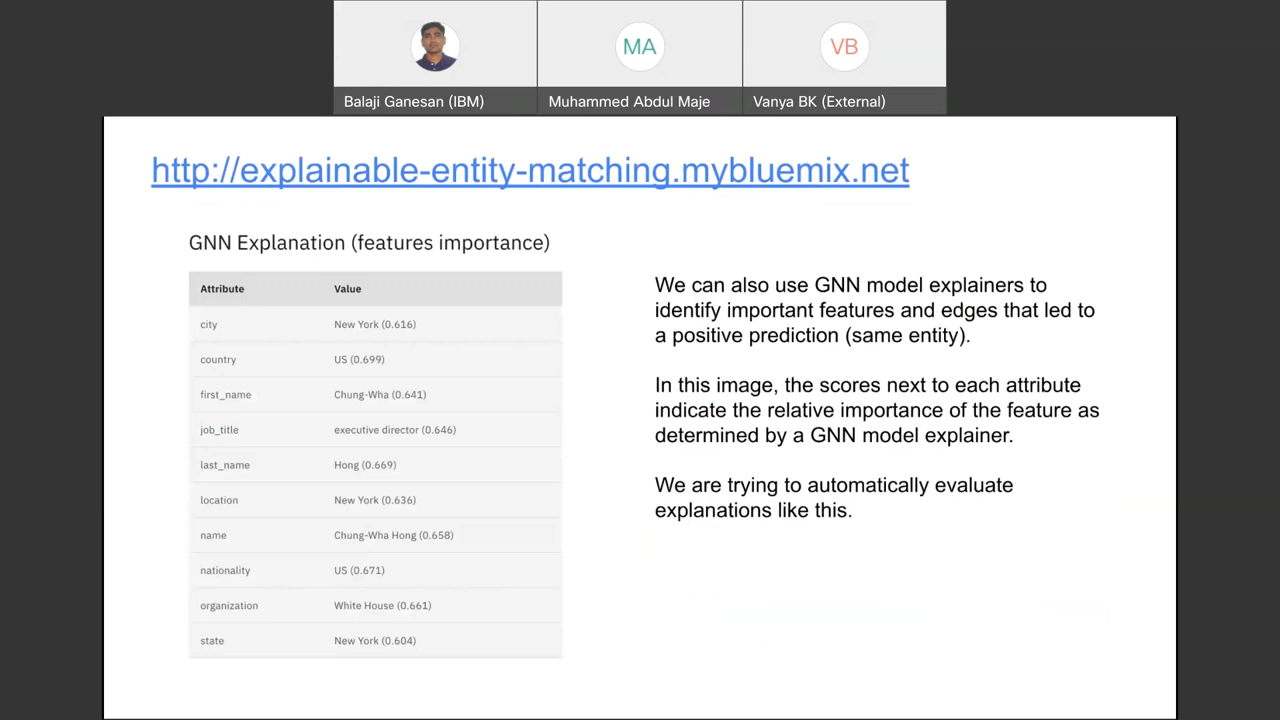 MA
VB
Balaji Ganesan (IBM)
Muhammed Abdul Maje
Vanya BK (External)
http://explainable-entity-matching.mybluemix.net
GNN Explanation (features importance)
Attribute Value
city New York (0.616)
country US (0.699)
first_name Chung-Wha (0.641)
job_title executive director (0.646)
last_name Hong (0.669)
location New York (0.636)
name Chung-Wha Hong (0.658)
nationality US (0.671)
organization White House (0.661)
state New York (0.604)
We can also use GNN model explainers to
identify important features and edges that led to
a positive prediction (same entity).
In this image, the scores next to each attribute
indicate the relative importance of the feature as
determined by a GNN model explainer.
We are trying to automatically evaluate
explanations like this.